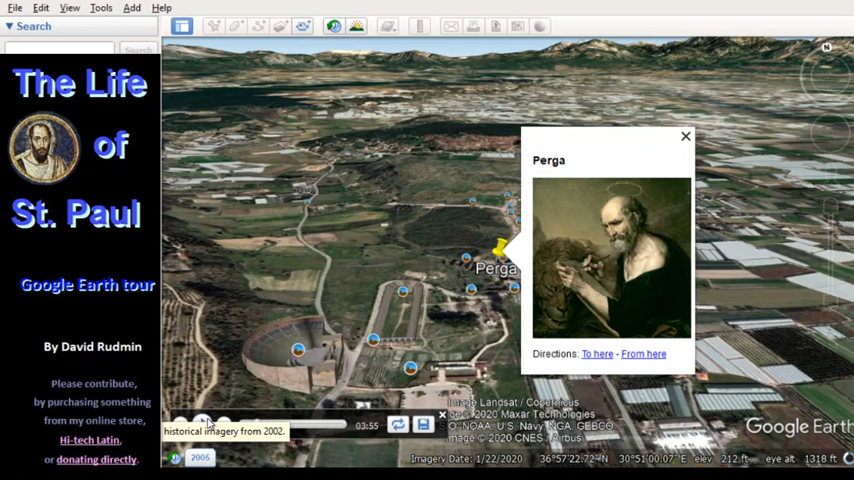 File Edit View Tools Add Help
Search
Search
The Life
of
St. Paul
Google Earth tour
By David Rudmin
Please contribute,
by purchasing something
from my online store,
Hi-tech Latin,
or donating directly.
N
Perga
Perga
Directions: To here - From here
historical imagery from 2002.
03:55
2005
Image Landsat / Copernicus
ge © 2020 Maxar Technologies
O, NOAA, U.S. Navy, NGA, GEBCO
mage © 2020 CNES / Airbus
Google Earth
Imagery Date: 1/22/2020 36°57'22.72"N 30°51'00.07"E elev 212 ft eye alt 1318 ft